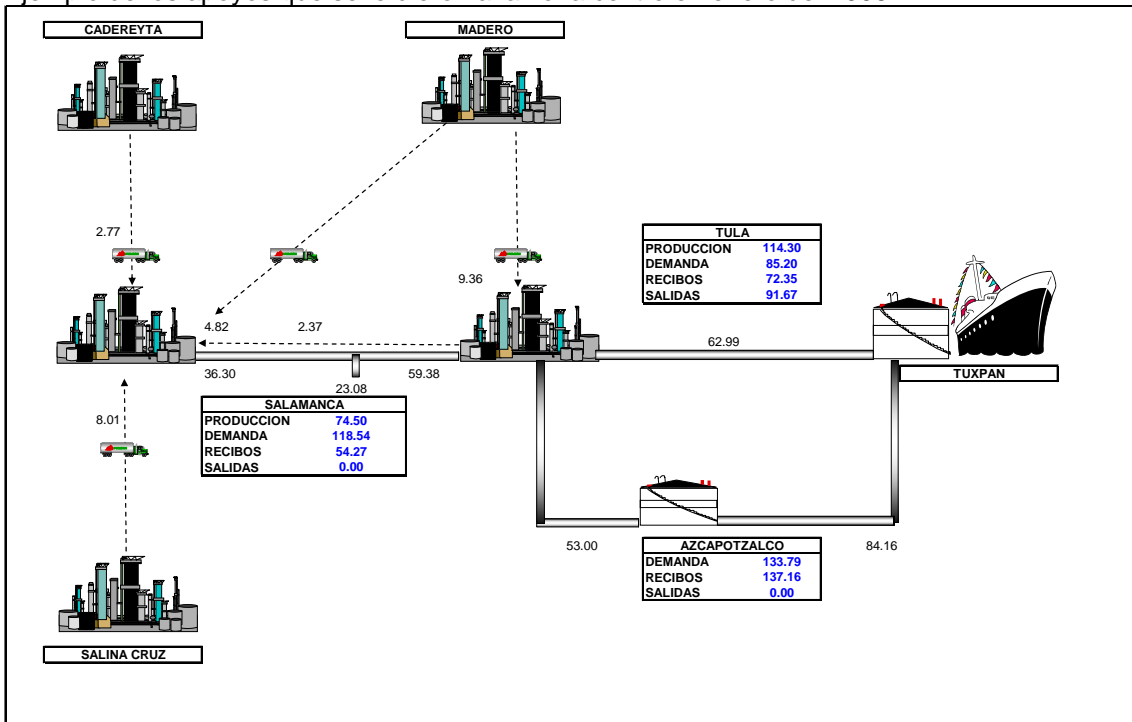 CADEREYTA
MADERO
2.77
9.36
TULA
PRODUCCION 114.30
DEMANDA 85.20
RECIBOS 72.35
SALIDAS 91.67
4.82
2.37
62.99
36.30
59.38
23.08
TUXPAN
SALAMANCA
PRODUCCION 74.50
DEMANDA 118.54
RECIBOS 54.27
SALIDAS 0.00
8.01
53.00
84.16
AZCAPOTZALCO
DEMANDA 133.79
RECIBOS 137.16
SALIDAS 0.00
SALINA CRUZ